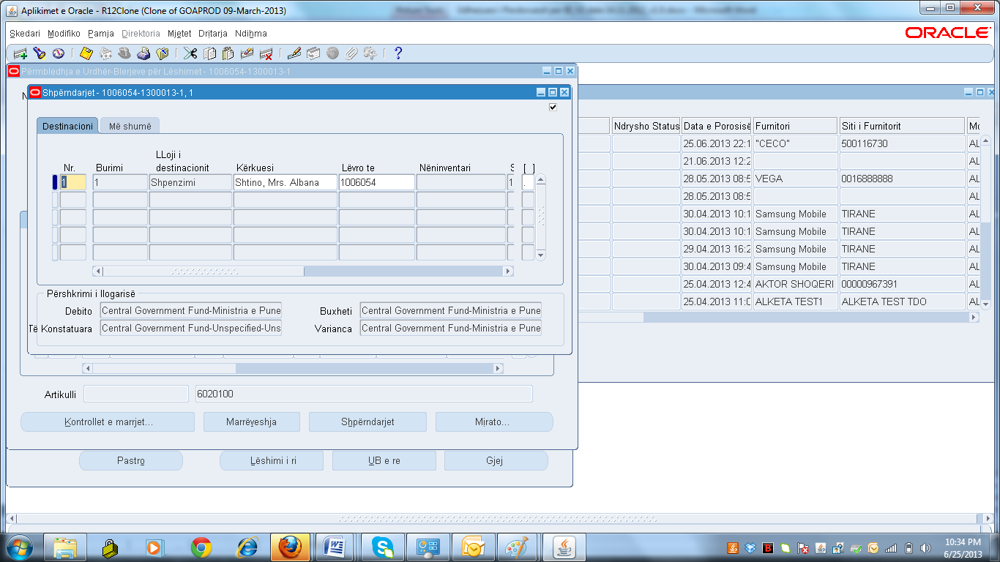 Aplikimet e Oracle - R12Clone (Clone of GOAPROD 09-March-2013)
Skedari Modifiko Pamja Direktoria Mjetet Dritarja Ndihma
ORACLE
Përmbledhja e Urdhër-Blerjeve për Lëshimet - 1006054-1300013-1
Shpërndarjet - 1006054-1300013-1, 1
Destinacioni Më shumë
Nr. Burimi LLoji i destinacionit Kërkuesi Lëvro te Nëninventari S [ ]
1 1 Shpenzimi Shtino, Mrs. Albana 1006054 1 .
Përshkrimi i llogarisë
Debito Central Government Fund-Ministria e Pune Buxheti Central Government Fund-Ministria e Pune
Të Konstatuara Central Government Fund-Unspecified-Uns Varianca Central Government Fund-Ministria e Pune
Ndrysho Status Data e Porosisë Furnitori Siti i Furnitorit Mo
25.06.2013 22:1 "CECO" 500116730 AL
21.06.2013 12:2 AL
28.05.2013 08:5 VEGA 0016888888 AL
28.05.2013 08:5 AL
30.04.2013 10:1 Samsung Mobile TIRANE AL
30.04.2013 10:1 Samsung Mobile TIRANE AL
29.04.2013 16:2 Samsung Mobile TIRANE AL
30.04.2013 09:4 Samsung Mobile TIRANE AL
25.04.2013 12:4 AKTOR SHOQERI 00000967391 AL
25.04.2013 11:0 ALKETA TEST1 ALKETA TEST TDO AL
Artikulli 6020100
Kontrollet e marrjet... Marrëveshja Shpërndarjet Mirato...
Pastro Lëshimi i ri UB e re Gjej
10:34 PM
6/25/2013